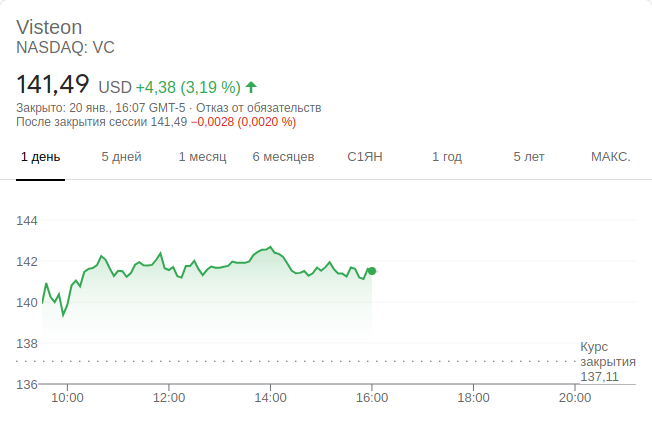 Visteon
NASDAQ: VC
141,49 USD +4,38 (3,19 %)
Закрыто: 20 янв., 16:07 GMT-5 · Отказ от обязательств
После закрытия сессии 141,49 −0,0028 (0,0020 %)
1 день 5 дней 1 месяц 6 месяцев С1ЯН 1 год 5 лет МАКС.
144
142
140
138
Курс
закрытия
137,11
136
10:00 12:00 14:00 16:00 18:00 20:00